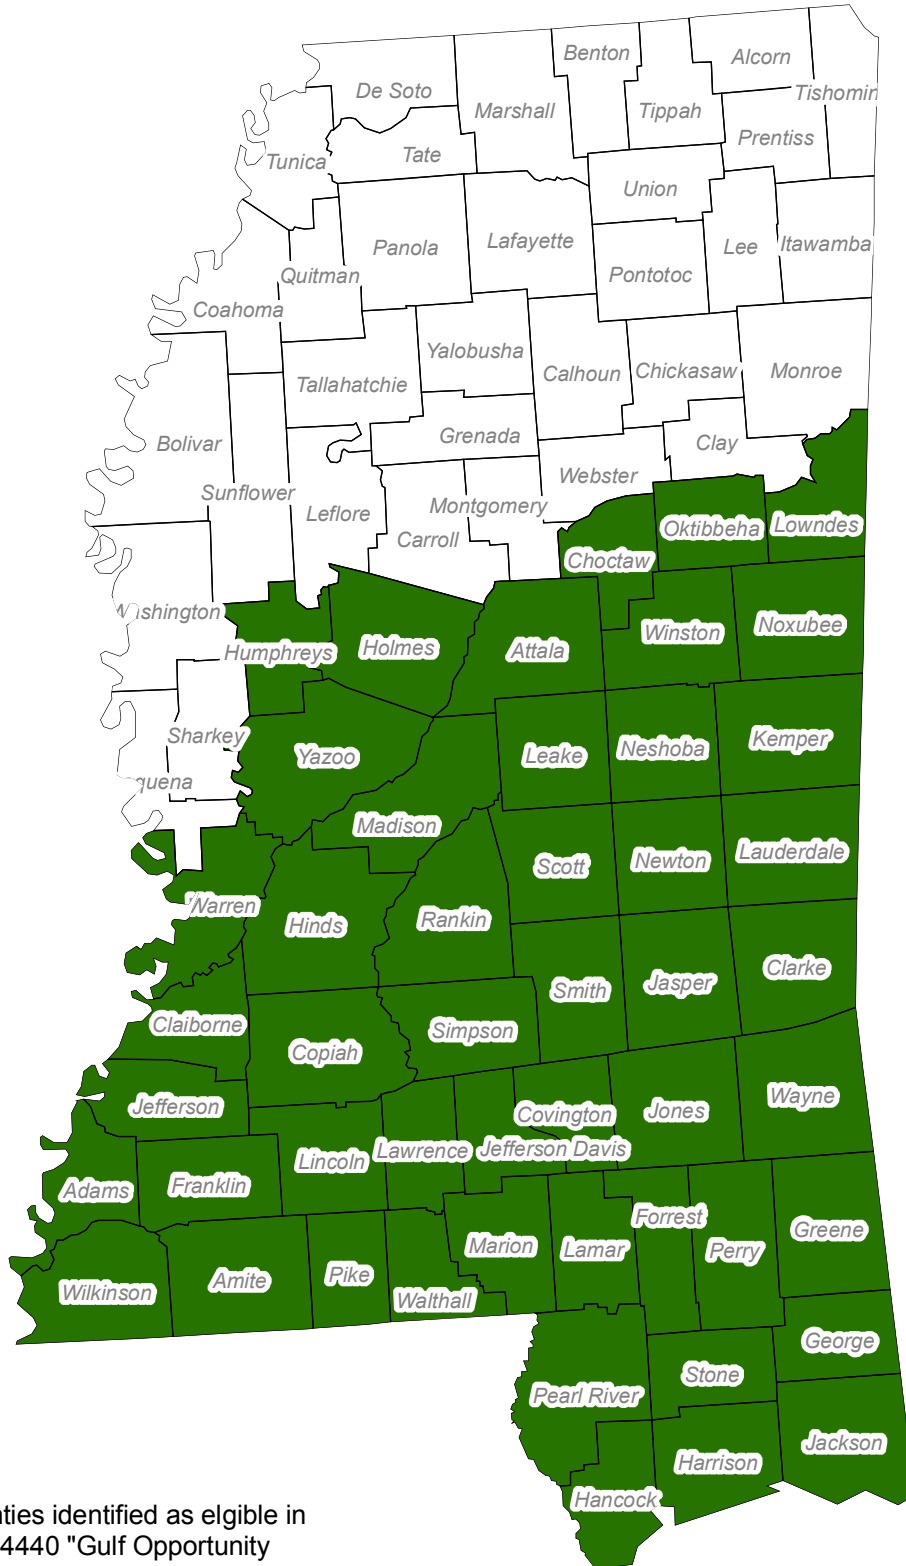 Benton
Alcorn
De Soto
Marshall
Tippah
Tishomin
Prentiss
Tate
Tunica
Union
Panola
Lafayette
Lee
Itawamba
Quitman
Pontotoc
Coahoma
Yalobusha
Tallahatchie
Calhoun
Chickasaw
Monroe
Bolivar
Grenada
Clay
Webster
Sunflower
Leflore
Montgomery
Carroll
Oktibbeha
Lowndes
Choctaw
shington
Humphreys
Holmes
Attala
Winston
Noxubee
Sharkey
Yazoo
Leake
Neshoba
Kemper
quena
Madison
Scott
Newton
Lauderdale
Warren
Hinds
Rankin
Smith
Jasper
Clarke
Claiborne
Copiah
Simpson
Jefferson
Covington
Jones
Wayne
Lincoln
Lawrence
Jefferson Davis
Adams
Franklin
Forrest
Greene
Marion
Lamar
Perry
Wilkinson
Amite
Pike
Walthall
George
Stone
Pearl River
Jackson
Harrison
Hancock
ties identified as elgible in
4440 "Gulf Opportunity